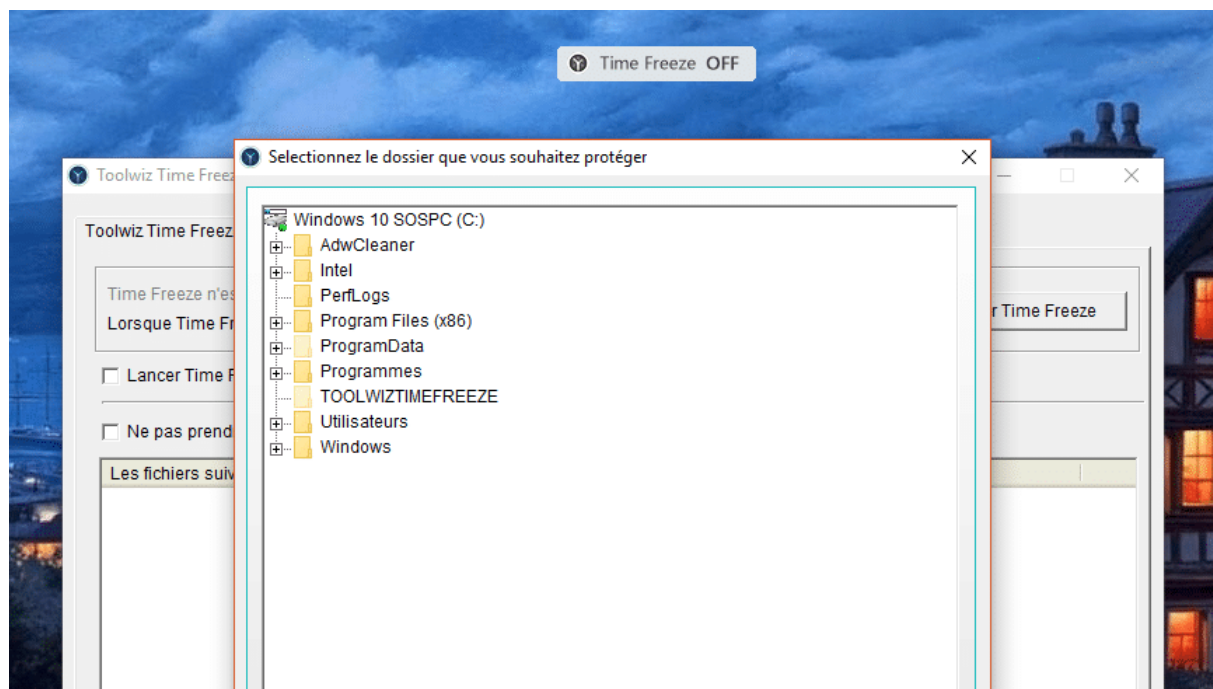 Time Freeze OFF
Selectionnez le dossier que vous souhaitez protéger
Toolwiz Time Freez
Windows 10 SOSPC (C:)
Toolwiz Time Freez
AdwCleaner
Intel
Time Freeze n'es
PerfLogs
r Time Freeze
Lorsque Time Fr
Program Files (x86)
ProgramData
Lancer Time F
Programmes
TOOLWIZTIMEFREEZE
Utilisateurs
Ne pas prend
Windows
Les fichiers suiv